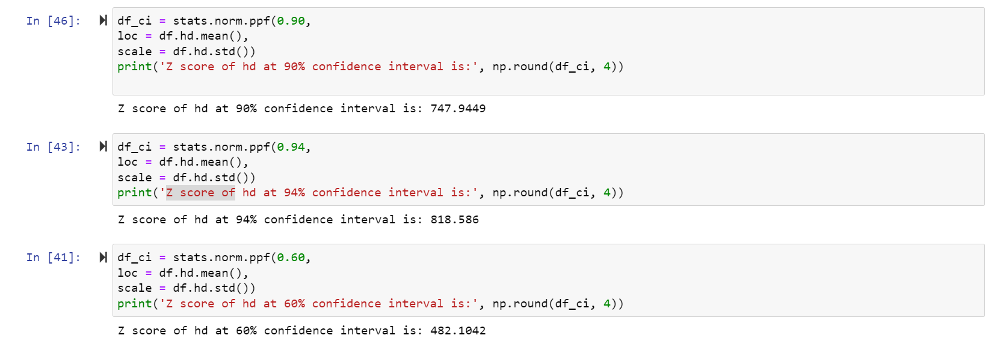 In [46]:
df_ci = stats.norm.ppf(0.90,
loc = df.hd.mean(),
scale = df.hd.std())
print('Z score of hd at 90% confidence interval is:', np.round(df_ci, 4))
Z score of hd at 90% confidence interval is: 747.9449
In [43]:
df_ci = stats.norm.ppf(0.94,
loc = df.hd.mean(),
scale = df.hd.std())
print('Z score of hd at 94% confidence interval is:', np.round(df_ci, 4))
Z score of hd at 94% confidence interval is: 818.586
In [41]:
df_ci = stats.norm.ppf(0.60,
loc = df.hd.mean(),
scale = df.hd.std())
print('Z score of hd at 60% confidence interval is:', np.round(df_ci, 4))
Z score of hd at 60% confidence interval is: 482.1042